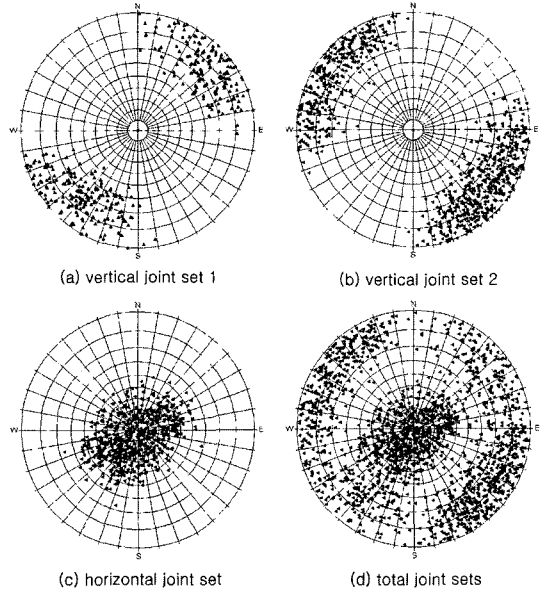 N
N
W
E
W
E
S
S
(a) vertical joint set 1
(b) vertical joint set 2
N
N
W
E
W
E
S
S
(c) horizontal joint set
(d) total joint sets